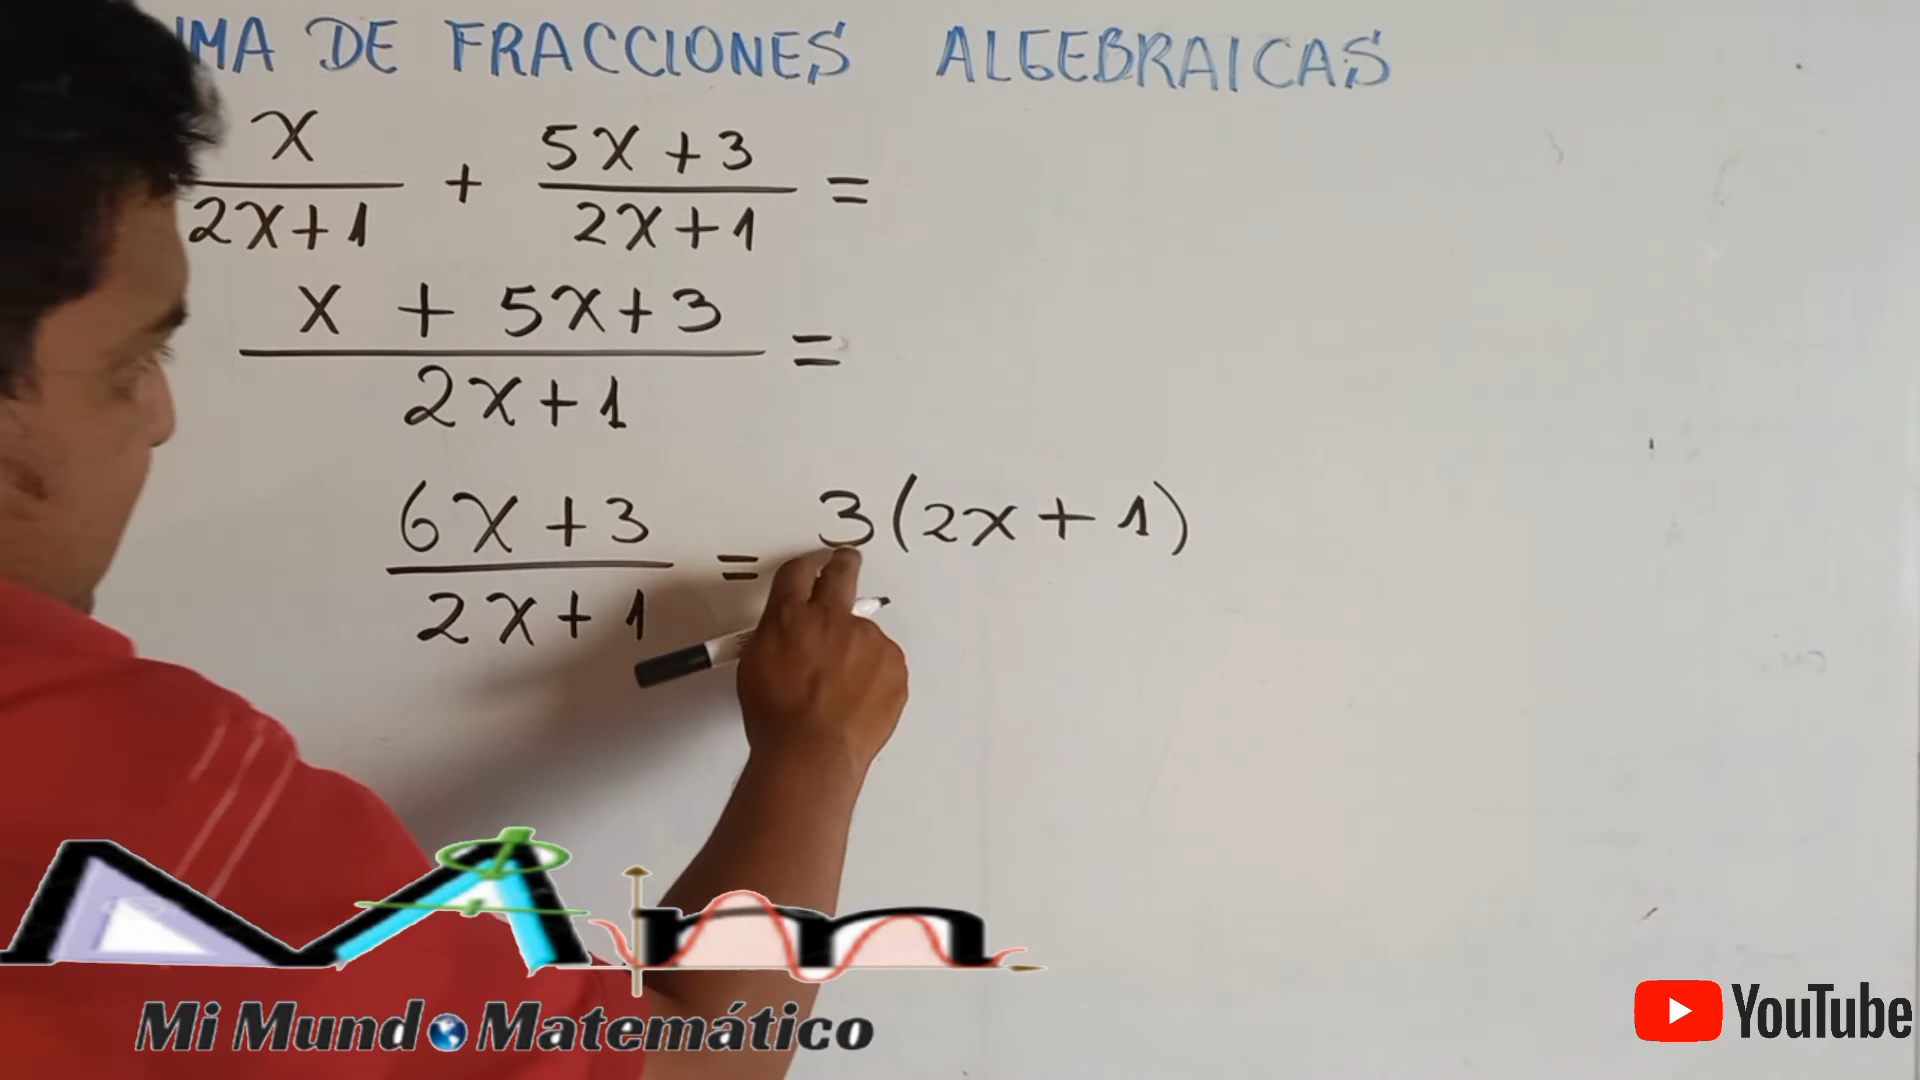 UMA DE FRACCIONES ALGEBRAICAS
x/2x+1 + 5x+3/2x+1 =
x + 5x+3/2x+1 =
6x+3/2x+1 = 3(2x+1)
Mi Mundo Matemático
YouTube